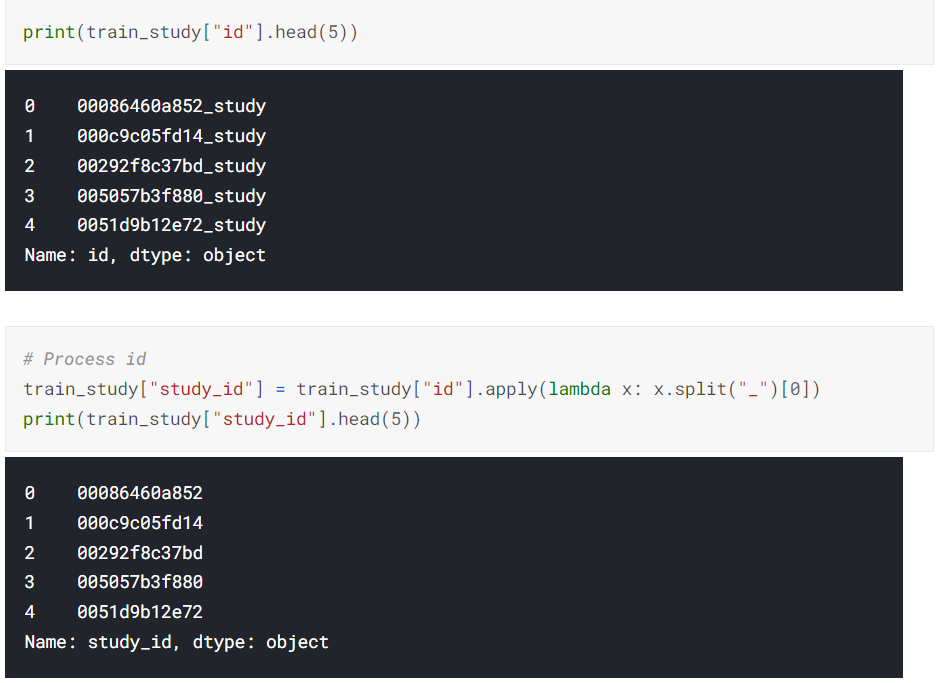 print(train_study["id"].head(5))
0    00086460a852_study
1    000c9c05fd14_study
2    00292f8c37bd_study
3    005057b3f880_study
4    0051d9b12e72_study
Name: id, dtype: object
# Process id
train_study["study_id"] = train_study["id"].apply(lambda x: x.split("_")[0])
print(train_study["study_id"].head(5))
0    00086460a852
1    000c9c05fd14
2    00292f8c37bd
3    005057b3f880
4    0051d9b12e72
Name: study_id, dtype: object